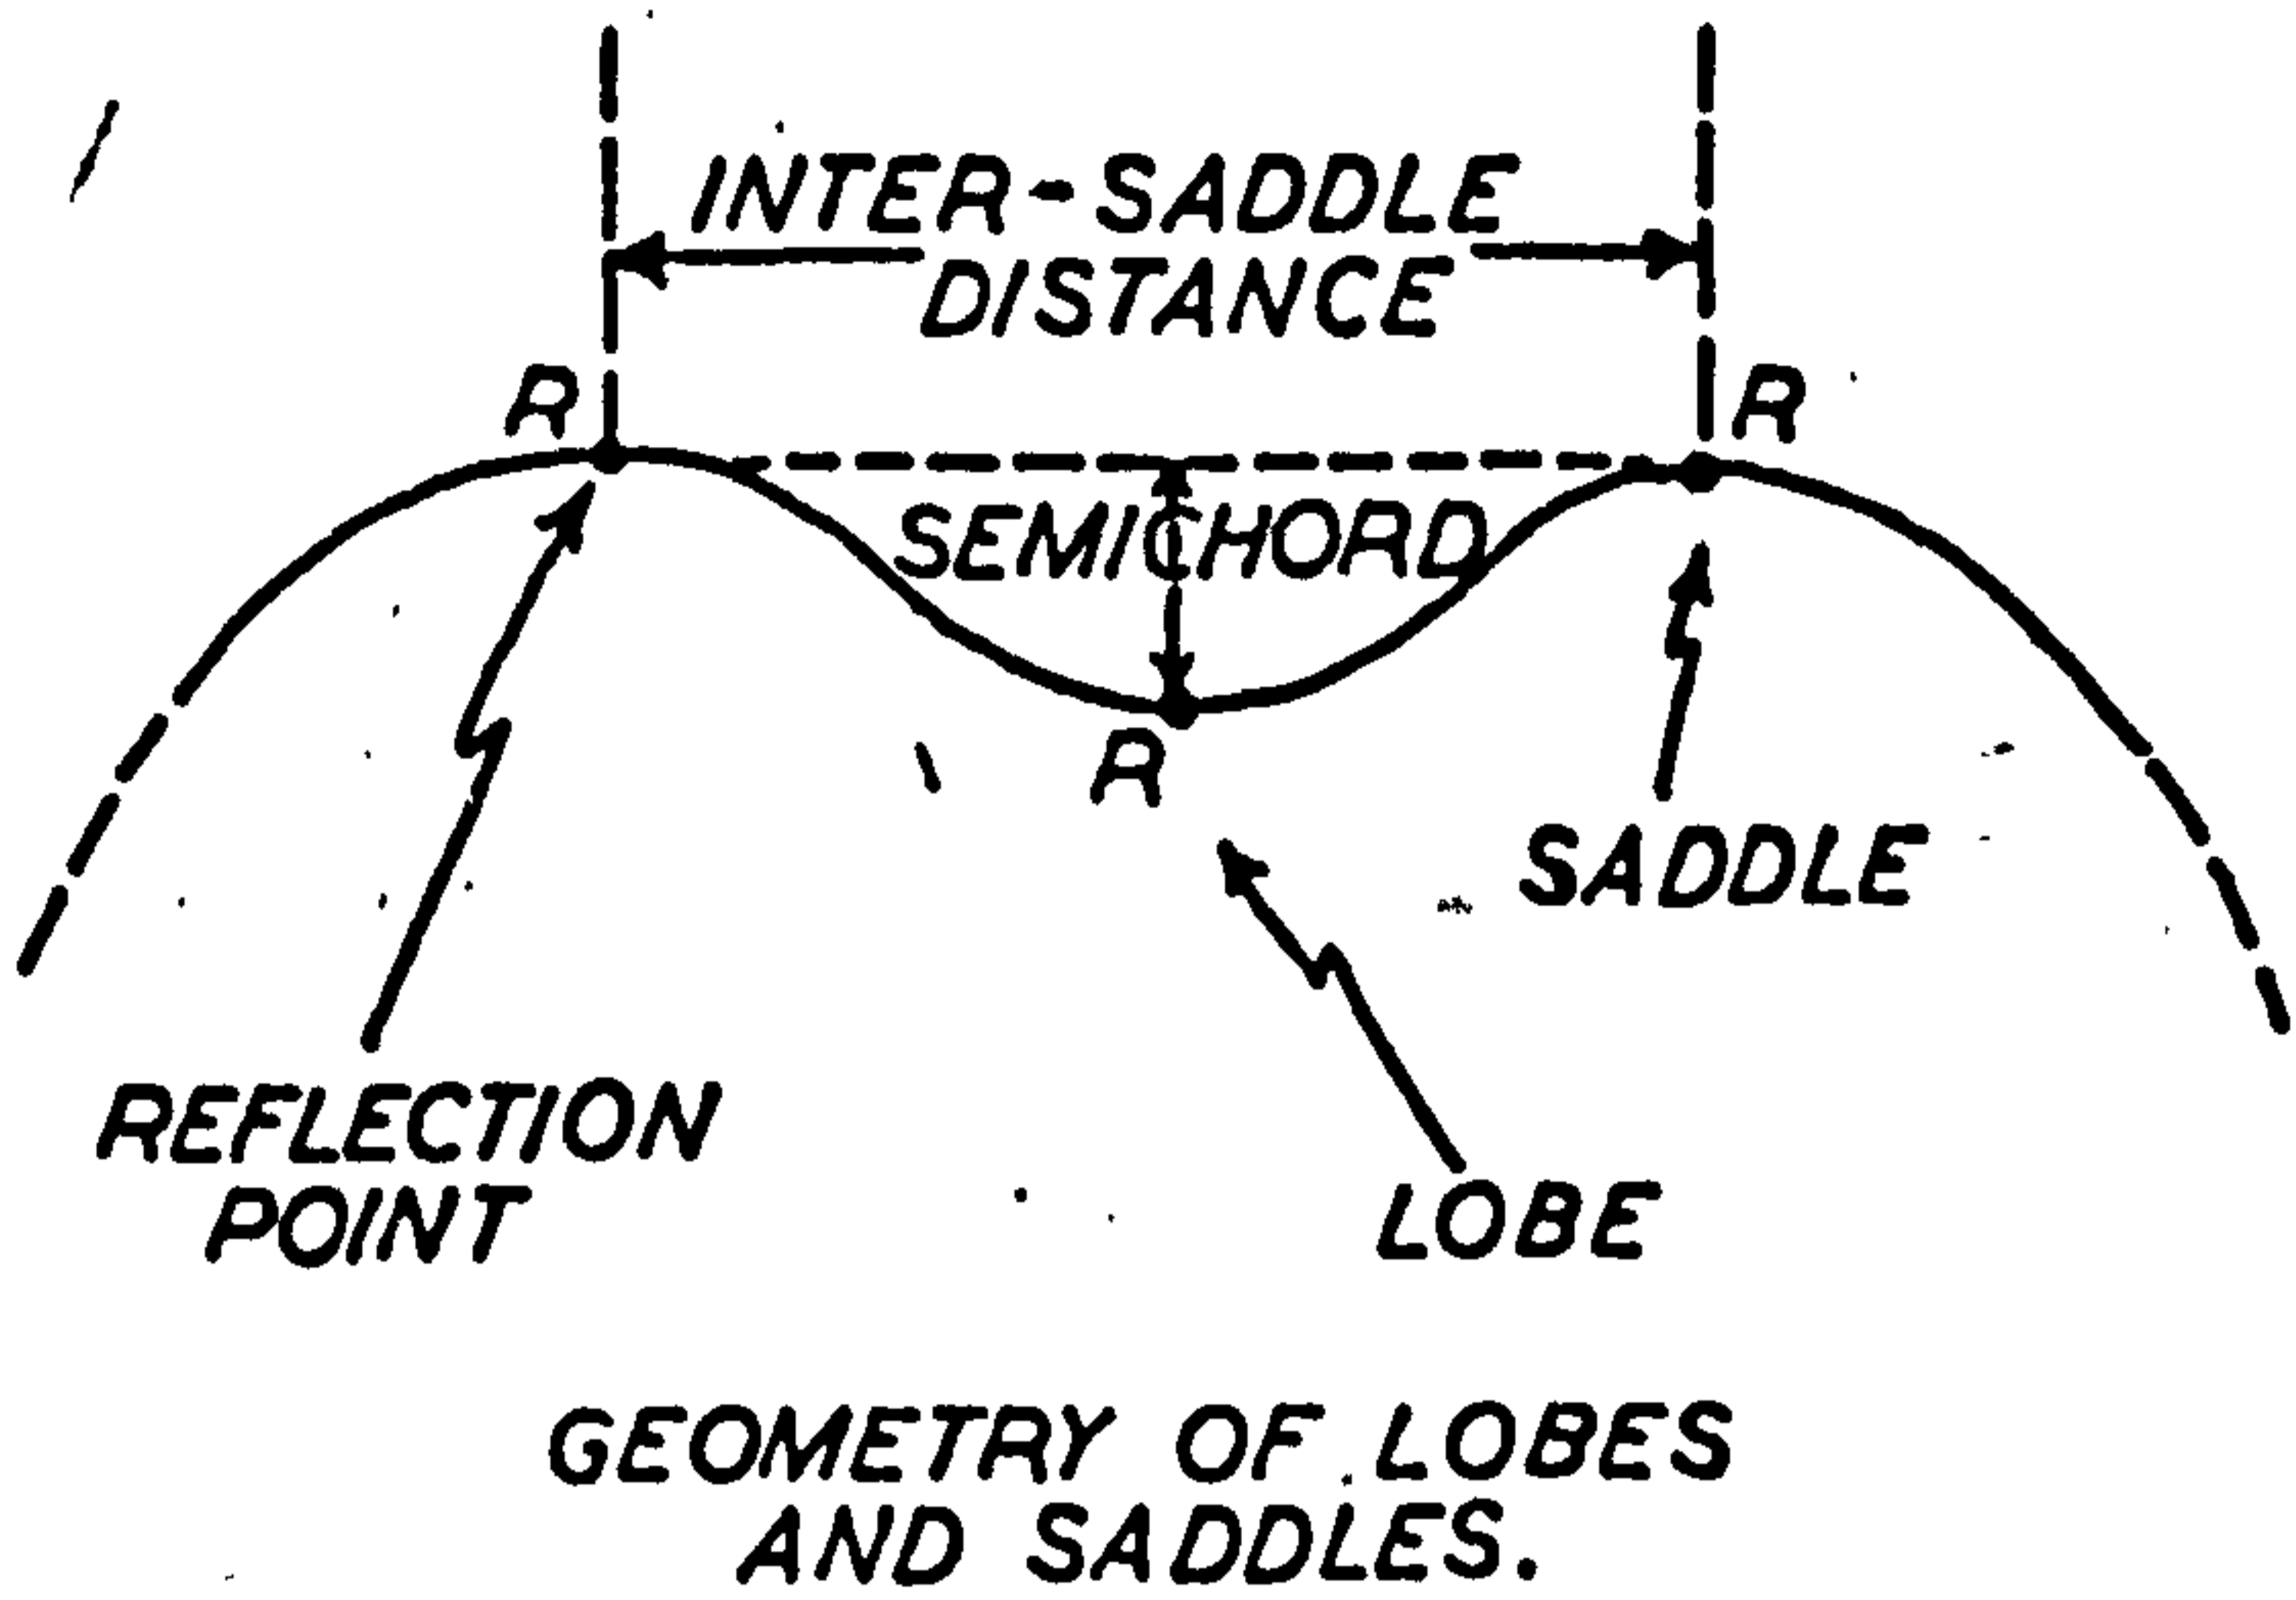 INTER-SADDLE
DISTANCE
R
R
SEMICHORD
R
SADDLE
REFLECTION
POINT
LOBE
GEOMETRY OF LOBES
AND SADDLES.